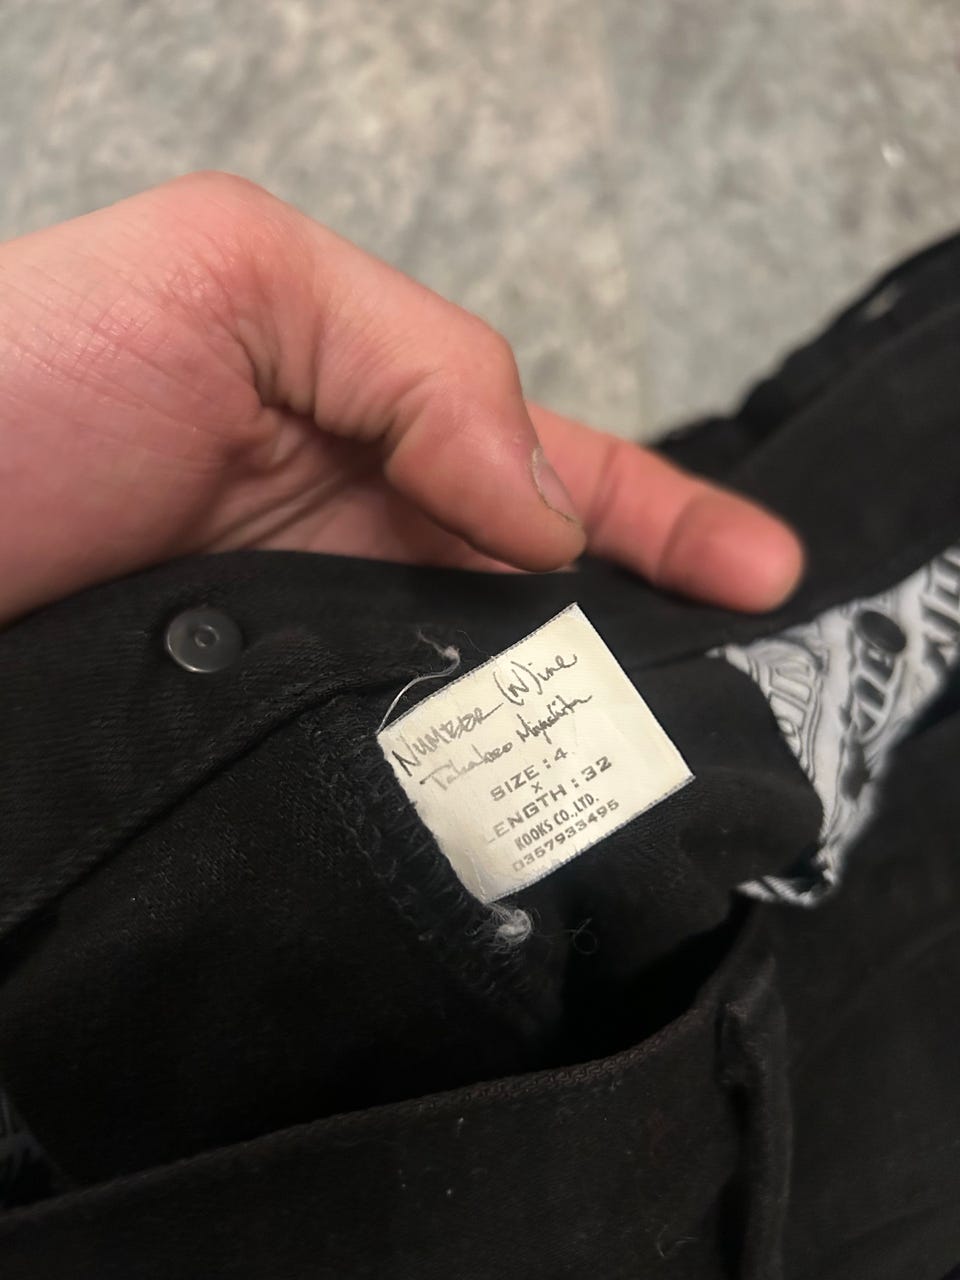 NUMBER (N)ine
Takahiro Miyashita
SIZE : 4
X
LENGTH : 32
KOOKS CO.,LTD.
0357933495